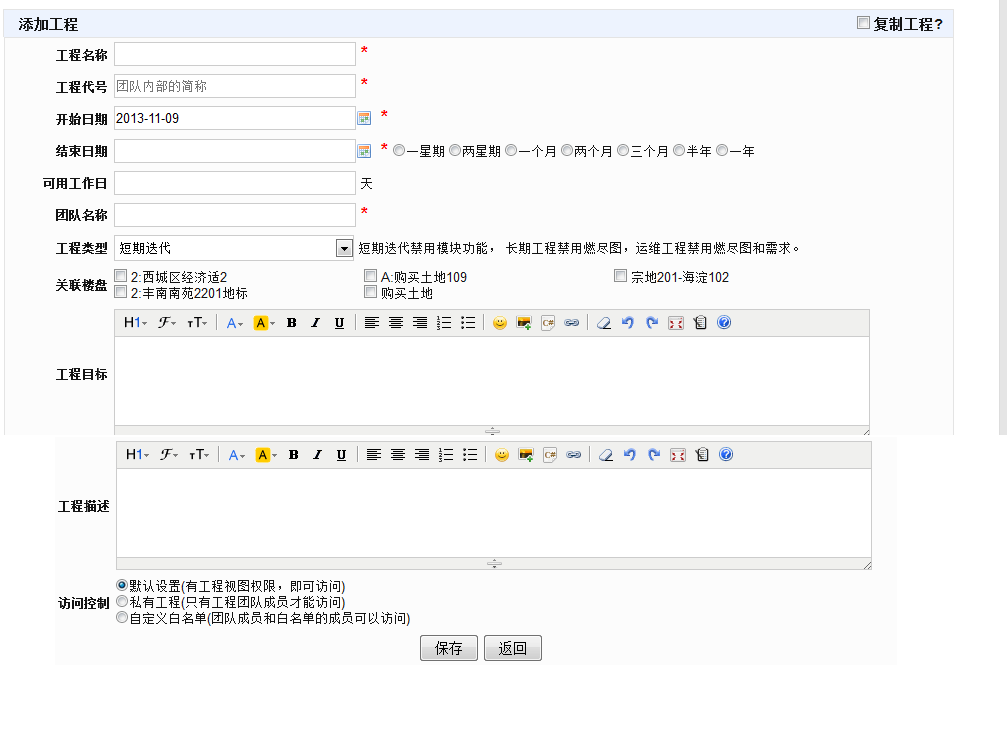 添加工程 复制工程?
工程名称 *
工程代号 团队内部的简称 *
开始日期 2013-11-09 *
结束日期 * 一星期 两星期 一个月 两个月 三个月 半年 一年
可用工作日 天
团队名称 *
工程类型 短期迭代 短期迭代禁用模块功能， 长期工程禁用燃尽图，运维工程禁用燃尽图和需求。
关联楼盘 2:西城区经济适2 A:购买土地109 宗地201-海淀102
2:丰南南苑2201地标 购买土地
H1 F TT A A B I U C#
工程目标
H1 F TT A A B I U C#
工程描述
访问控制 默认设置(有工程视图权限，即可访问)
私有工程(只有工程团队成员才能访问)
自定义白名单(团队成员和白名单的成员可以访问)
保存 返回